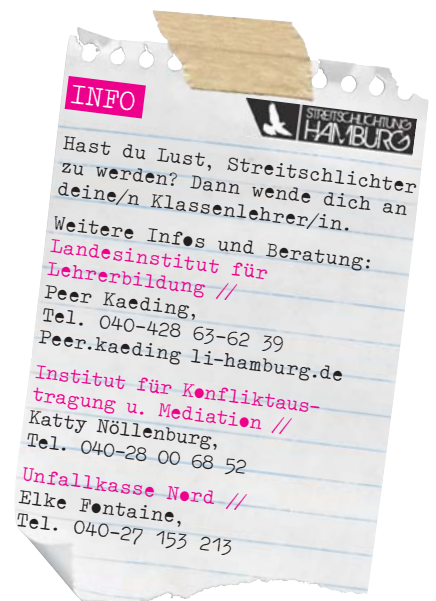 INFO
STREITSCHLICHTUNG
HAMBURG
Hast du Lust, Streitschlichter
zu werden? Dann wende dich an
deine/n Klassenlehrer/in.
Weitere Infos und Beratung:
Landesinstitut für
Lehrerbildung //
Peer Kaeding,
Tel. 040-428 63-62 39
Peer.kaeding li-hamburg.de
Institut für Konfliktaus-
tragung u. Mediation //
Katty Nöllenburg,
Tel. 040-28 00 68 52
Unfallkasse Nord //
Elke Fontaine,
Tel. 040-27 153 213